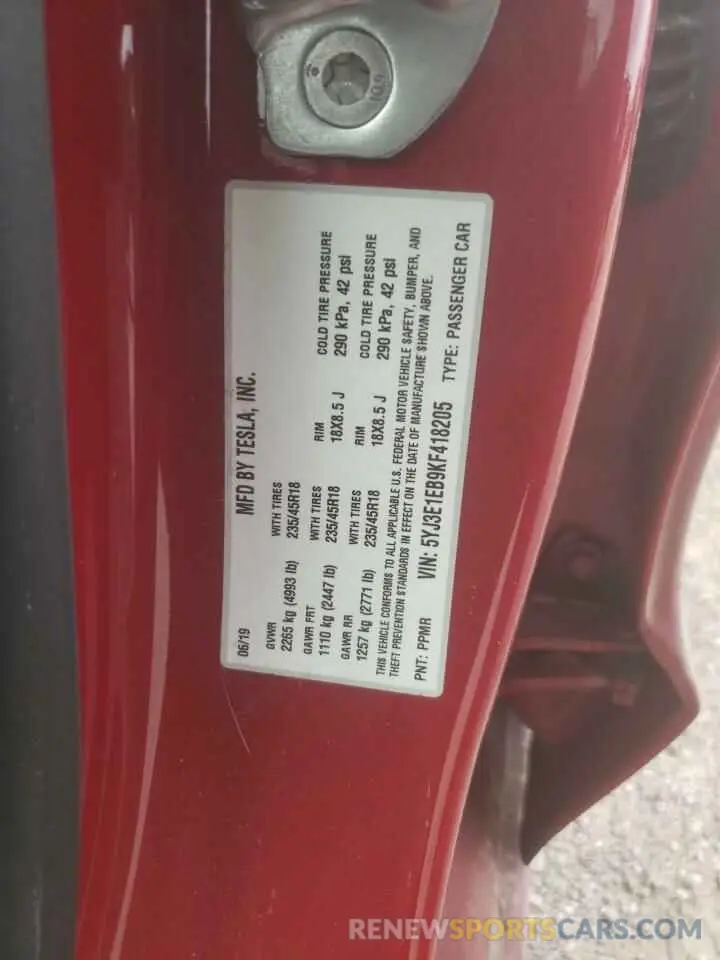 06/19 MFD BY TESLA, INC.
GVWR WITH TIRES
2265 kg (4993 lb) 235/45R18
GAWR FRT WITH TIRES RIM COLD TIRE PRESSURE
1110 kg (2447 lb) 235/45R18 18X8.5 J 290 kPa, 42 psi
GAWR RR WITH TIRES RIM COLD TIRE PRESSURE
1257 kg (2771 lb) 235/45R18 18X8.5 J 290 kPa, 42 psi
THIS VEHICLE CONFORMS TO ALL APPLICABLE U.S. FEDERAL MOTOR VEHICLE SAFETY, BUMPER, AND
THEFT PREVENTION STANDARDS IN EFFECT ON THE DATE OF MANUFACTURE SHOWN ABOVE.
PNT: PPMR VIN: 5YJ3E1EB9KF418205 TYPE: PASSENGER CAR
10.9
RENEWSPORTSCARS.COM